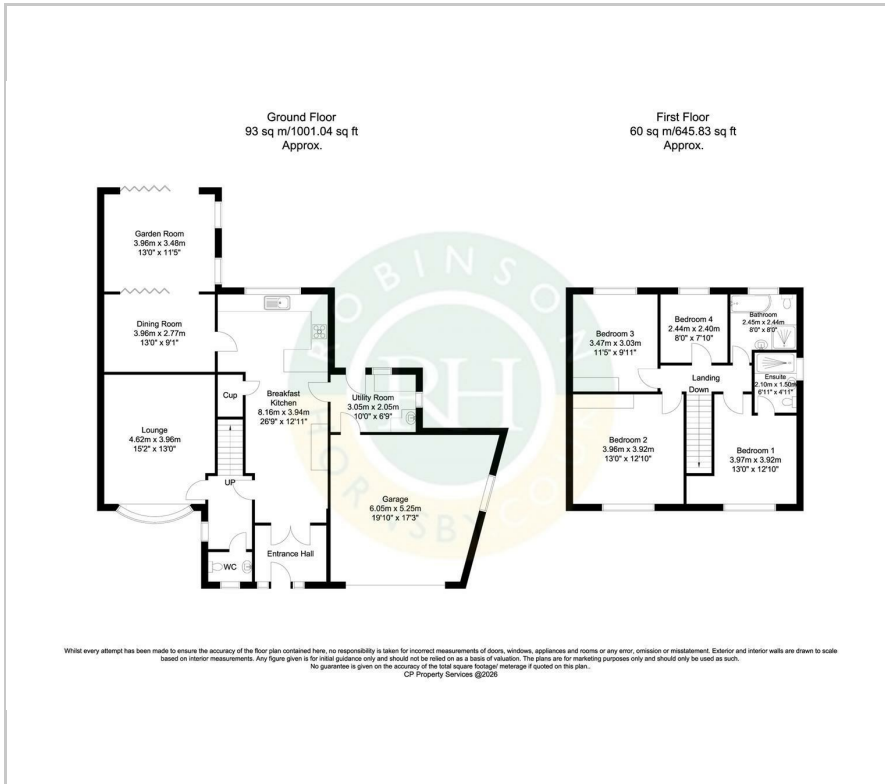 Ground Floor
93 sq m/1001.04 sq ft
Approx.
First Floor
60 sq m/645.83 sq ft
Approx.
Garden Room
3.96m x 3.48m
13'0" x 11'5"
Dining Room
3.96m x 2.77m
13'0" x 9'1"
Lounge
4.62m x 3.96m
15'2" x 13'0"
Cup
UP
WC
Breakfast
Kitchen
8.16m x 3.94m
26'9" x 12'11"
Entrance Hall
Utility Room
3.05m x 2.05m
10'0" x 6'9"
Garage
6.05m x 5.25m
19'10" x 17'3"
Bedroom 3
3.47m x 3.03m
11'5" x 9'11"
Bedroom 4
2.44m x 2.40m
8'0" x 7'10"
Bathroom
2.45m x 2.44m
8'0" x 8'0"
Landing
Down
Ensuite
2.10m x 1.50m
6'11" x 4'11"
Bedroom 2
3.96m x 3.92m
13'0" x 12'10"
Bedroom 1
3.97m x 3.92m
13'0" x 12'10"
ROBINSON
RH
HORNSBY COOK
Whilst every attempt has been made to ensure the accuracy of the floor plan contained here, no responsibility is taken for incorrect measurements of doors, windows, appliances and rooms or any error, omission or misstatement. Exterior and interior walls are drawn to scale
based on interior measurements. Any figure given is for initial guidance only and should not be relied on as a basis of valuation. The plans are for marketing purposes only and should only be used as such.
No guarantee is given on the accuracy of the total square footage/ meterage if quoted on this plan..
CP Property Services @2026